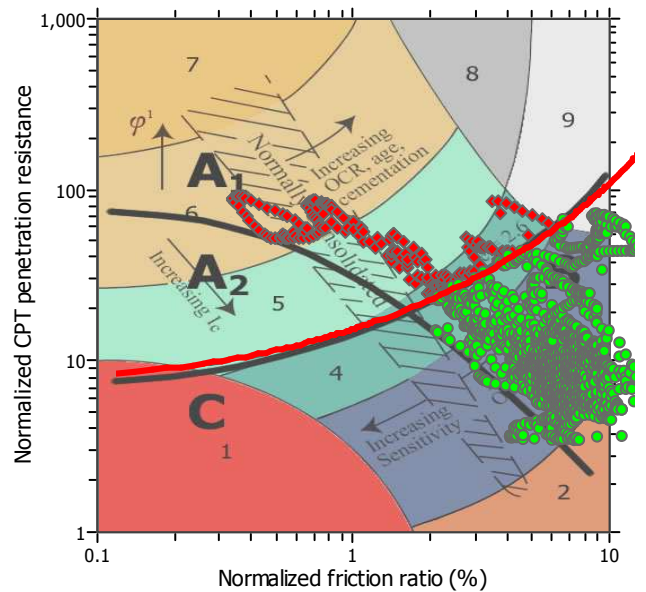 1,000
100
10
1
Normalized CPT penetration resistance
7
8
9
φ¹
A₁
Normally
Increasing
OCR, age,
cementation
6
A₂
Increasing Ic
5
4
C
1
Increasing
Sensitivity
2
0.1
1
10
Normalized friction ratio (%)